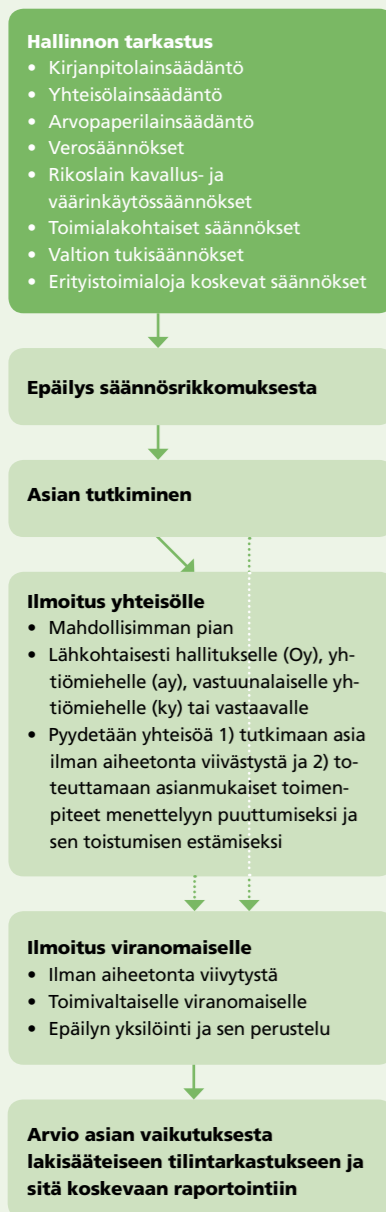 Hallinnon tarkastus
• Kirjanpitolainsäädäntö
• Yhteisölainsäädäntö
• Arvopaperilainsäädäntö
• Verosäännökset
• Rikoslain kavallus- ja
väärinkäytössäännökset
• Toimialakohtaiset säännökset
• Valtion tukisäännökset
• Erityistoimialoja koskevat säännökset
Epäilys säännösrikkomuksesta
Asian tutkiminen
Ilmoitus yhteisölle
• Mahdollisimman pian
• Lähkohtaisesti hallitukselle (Oy), yh-
tiömiehelle (ay), vastuunalaiselle yh-
tiömiehelle (ky) tai vastaavalle
• Pyydetään yhteisöä 1) tutkimaan asia
ilman aiheetonta viivästystä ja 2) to-
teuttamaan asianmukaiset toimen-
piteet menettelyyn puuttumiseksi ja
sen toistumisen estämiseksi
Ilmoitus viranomaiselle
• Ilman aiheetonta viivytystä
• Toimivaltaiselle viranomaiselle
• Epäilyn yksilöinti ja sen perustelu
Arvio asian vaikutuksesta
lakisääteiseen tilintarkastukseen ja
sitä koskevaan raportointiin